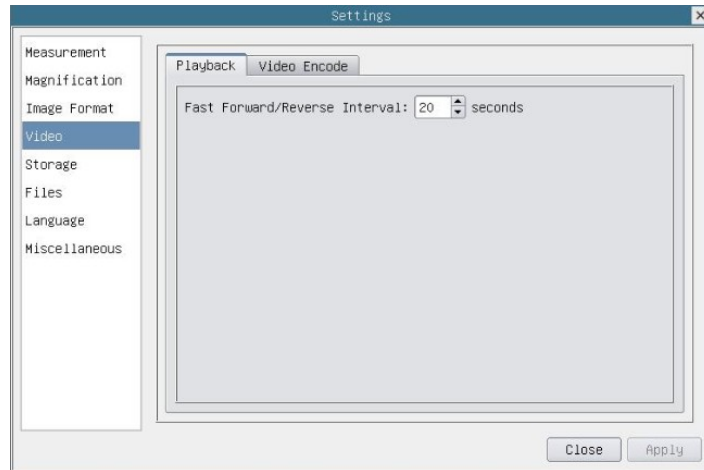 Settings
Measurement
Magnification
Image Format
Video
Storage
Files
Language
Miscellaneous
Playback
Video Encode
Fast Forward/Reverse Interval: 20 seconds
Close
Apply